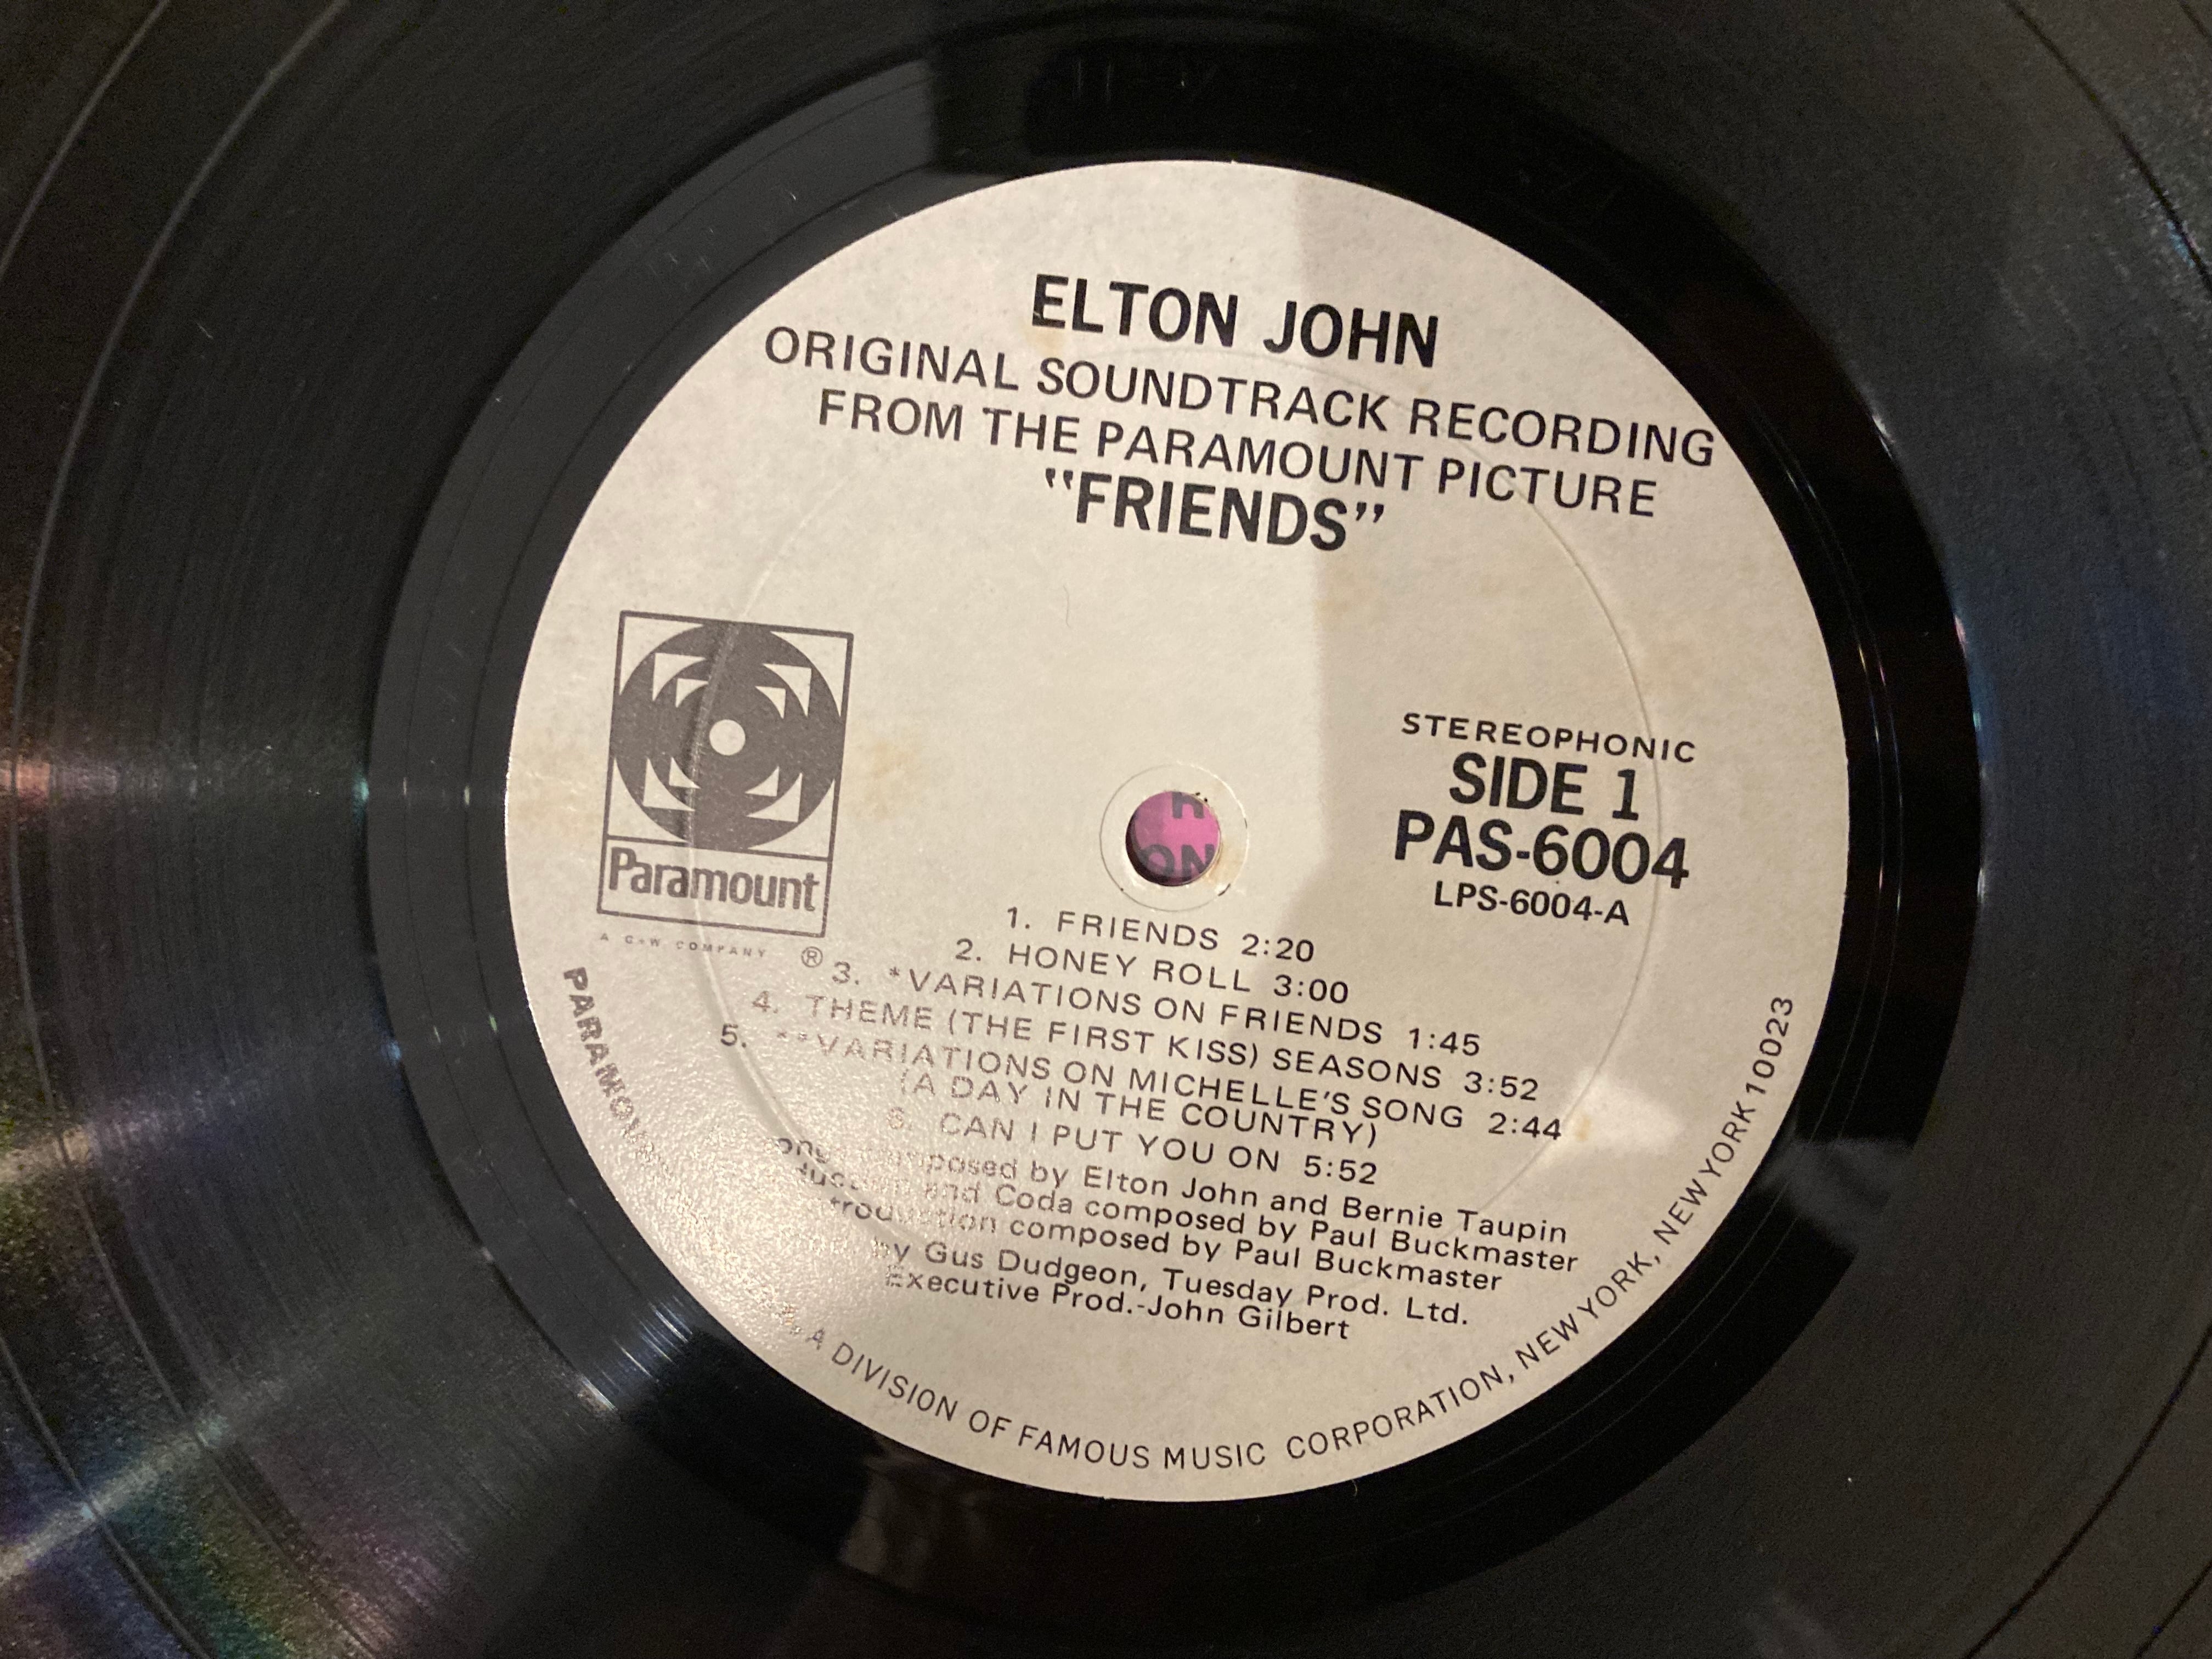 ELTON JOHN
ORIGINAL SOUNDTRACK RECORDING
FROM THE PARAMOUNT PICTURE
"FRIENDS"
Paramount
A G+W COMPANY ®
STEREOPHONIC
SIDE 1
PAS-6004
LPS-6004-A
H
ON
1. FRIENDS 2:20
2. HONEY ROLL 3:00
3. *VARIATIONS ON FRIENDS 1:45
4. THEME (THE FIRST KISS) SEASONS 3:52
5. **VARIATIONS ON MICHELLE'S SONG 2:44
(A DAY IN THE COUNTRY)
6. CAN I PUT YOU ON 5:52
composed by Elton John and Bernie Taupin
and Coda composed by Paul Buckmaster
composed by Paul Buckmaster
by Gus Dudgeon, Tuesday Prod. Ltd.
Executive Prod.-John Gilbert
A DIVISION OF FAMOUS MUSIC CORPORATION, NEW YORK, NEW YORK 10023